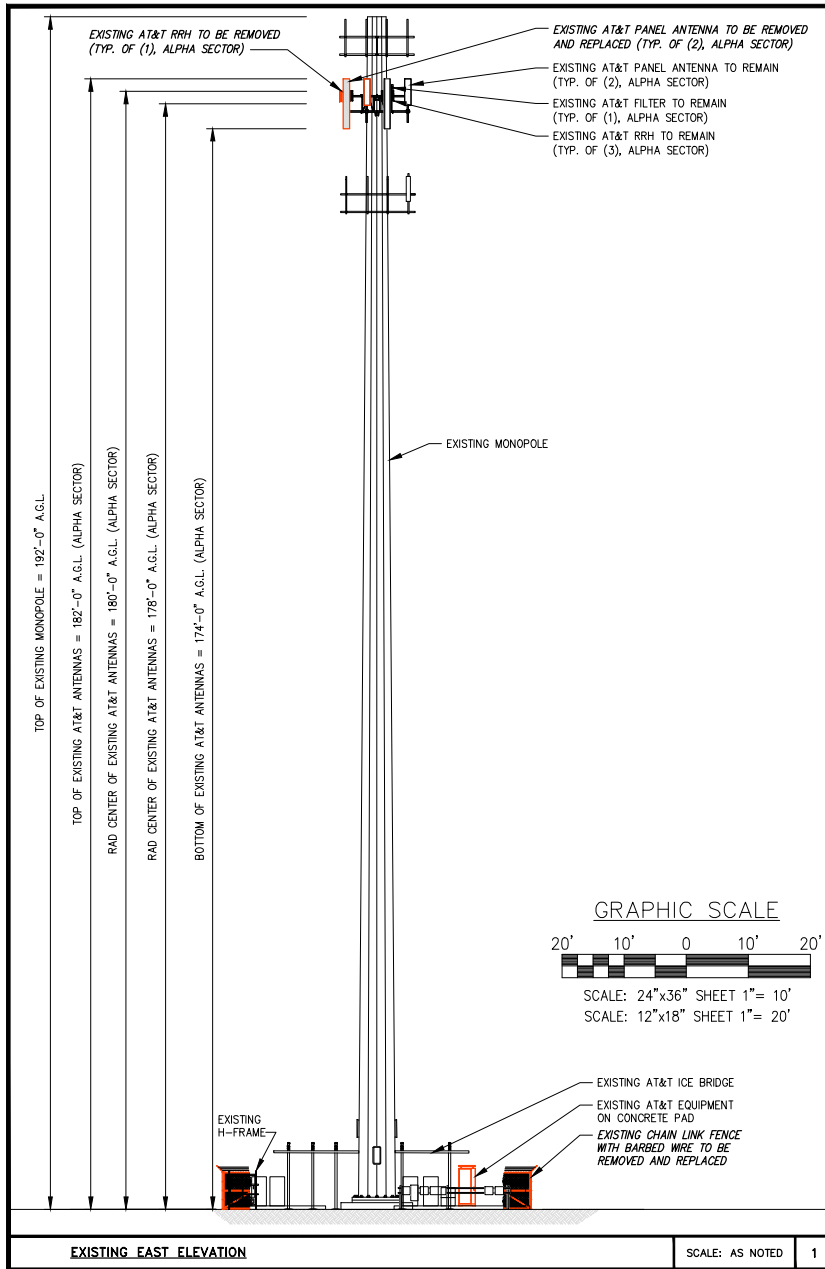 EXISTING AT&T RRH TO BE REMOVED
(TYP. OF (1), ALPHA SECTOR)
EXISTING AT&T PANEL ANTENNA TO BE REMOVED
AND REPLACED (TYP. OF (2), ALPHA SECTOR)
EXISTING AT&T PANEL ANTENNA TO REMAIN
(TYP. OF (2), ALPHA SECTOR)
EXISTING AT&T FILTER TO REMAIN
(TYP. OF (1), ALPHA SECTOR)
EXISTING AT&T RRH TO REMAIN
(TYP. OF (3), ALPHA SECTOR)
EXISTING MONOPOLE
TOP OF EXISTING MONOPOLE = 192'-0" A.G.L.
TOP OF EXISTING AT&T ANTENNAS = 182'-0" A.G.L. (ALPHA SECTOR)
RAD CENTER OF EXISTING AT&T ANTENNAS = 180'-0" A.G.L. (ALPHA SECTOR)
RAD CENTER OF EXISTING AT&T ANTENNAS = 178'-0" A.G.L. (ALPHA SECTOR)
BOTTOM OF EXISTING AT&T ANTENNAS = 174'-0" A.G.L. (ALPHA SECTOR)
GRAPHIC SCALE
20' 10' 0 10' 20'
SCALE: 24"x36" SHEET 1"= 10'
SCALE: 12"x18" SHEET 1"= 20'
EXISTING
H-FRAME
EXISTING AT&T ICE BRIDGE
EXISTING AT&T EQUIPMENT
ON CONCRETE PAD
EXISTING CHAIN LINK FENCE
WITH BARBED WIRE TO BE
REMOVED AND REPLACED
EXISTING EAST ELEVATION
SCALE: AS NOTED
1